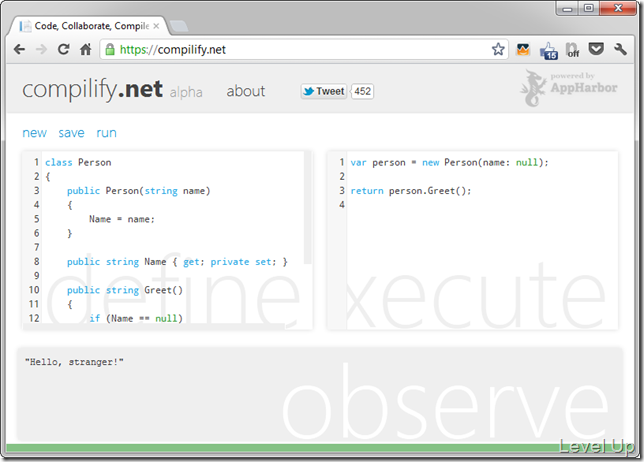 Code, Collaborate, Compile
https://compilify.net
15
off
compilify.net alpha about Tweet 452
powered by
AppHarbor
new save run
1 class Person
2 {
3 public Person(string name)
4 {
5 Name = name;
6 }
7
8 public string Name { get; private set; }
9
10 public string Greet()
11 {
12 if (Name == null)
define
1 var person = new Person(name: null);
2
3 return person.Greet();
4
execute
"Hello, stranger!"
observe
Level Up